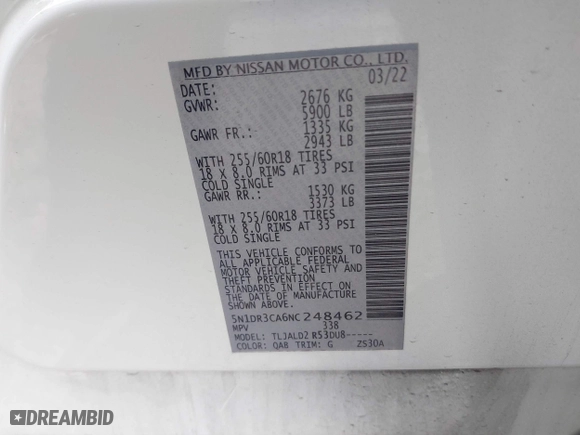 MFD BY NISSAN MOTOR CO., LTD.
DATE: 03/22
GVWR: 2676 KG
5900 LB
GAWR FR.: 1335 KG
2943 LB
WITH 255/60R18 TIRES
18 X 8.0 RIMS AT 33 PSI
COLD SINGLE
GAWR RR.: 1530 KG
3373 LB
WITH 255/60R18 TIRES
18 X 8.0 RIMS AT 33 PSI
COLD SINGLE
THIS VEHICLE CONFORMS TO
ALL APPLICABLE FEDERAL
MOTOR VEHICLE SAFETY AND
THEFT PREVENTION
STANDARDS IN EFFECT ON
THE DATE OF MANUFACTURE
SHOWN ABOVE.
5N1DR3CA6NC248462
MPV 338
MODEL: TLJALD2 R53DU8-----
COLOR: QAB TRIM: G ZS30A
DREAMBID